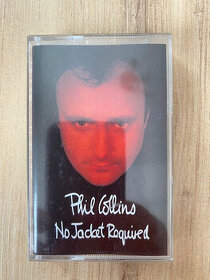 Phil Collins
No Jacket Required